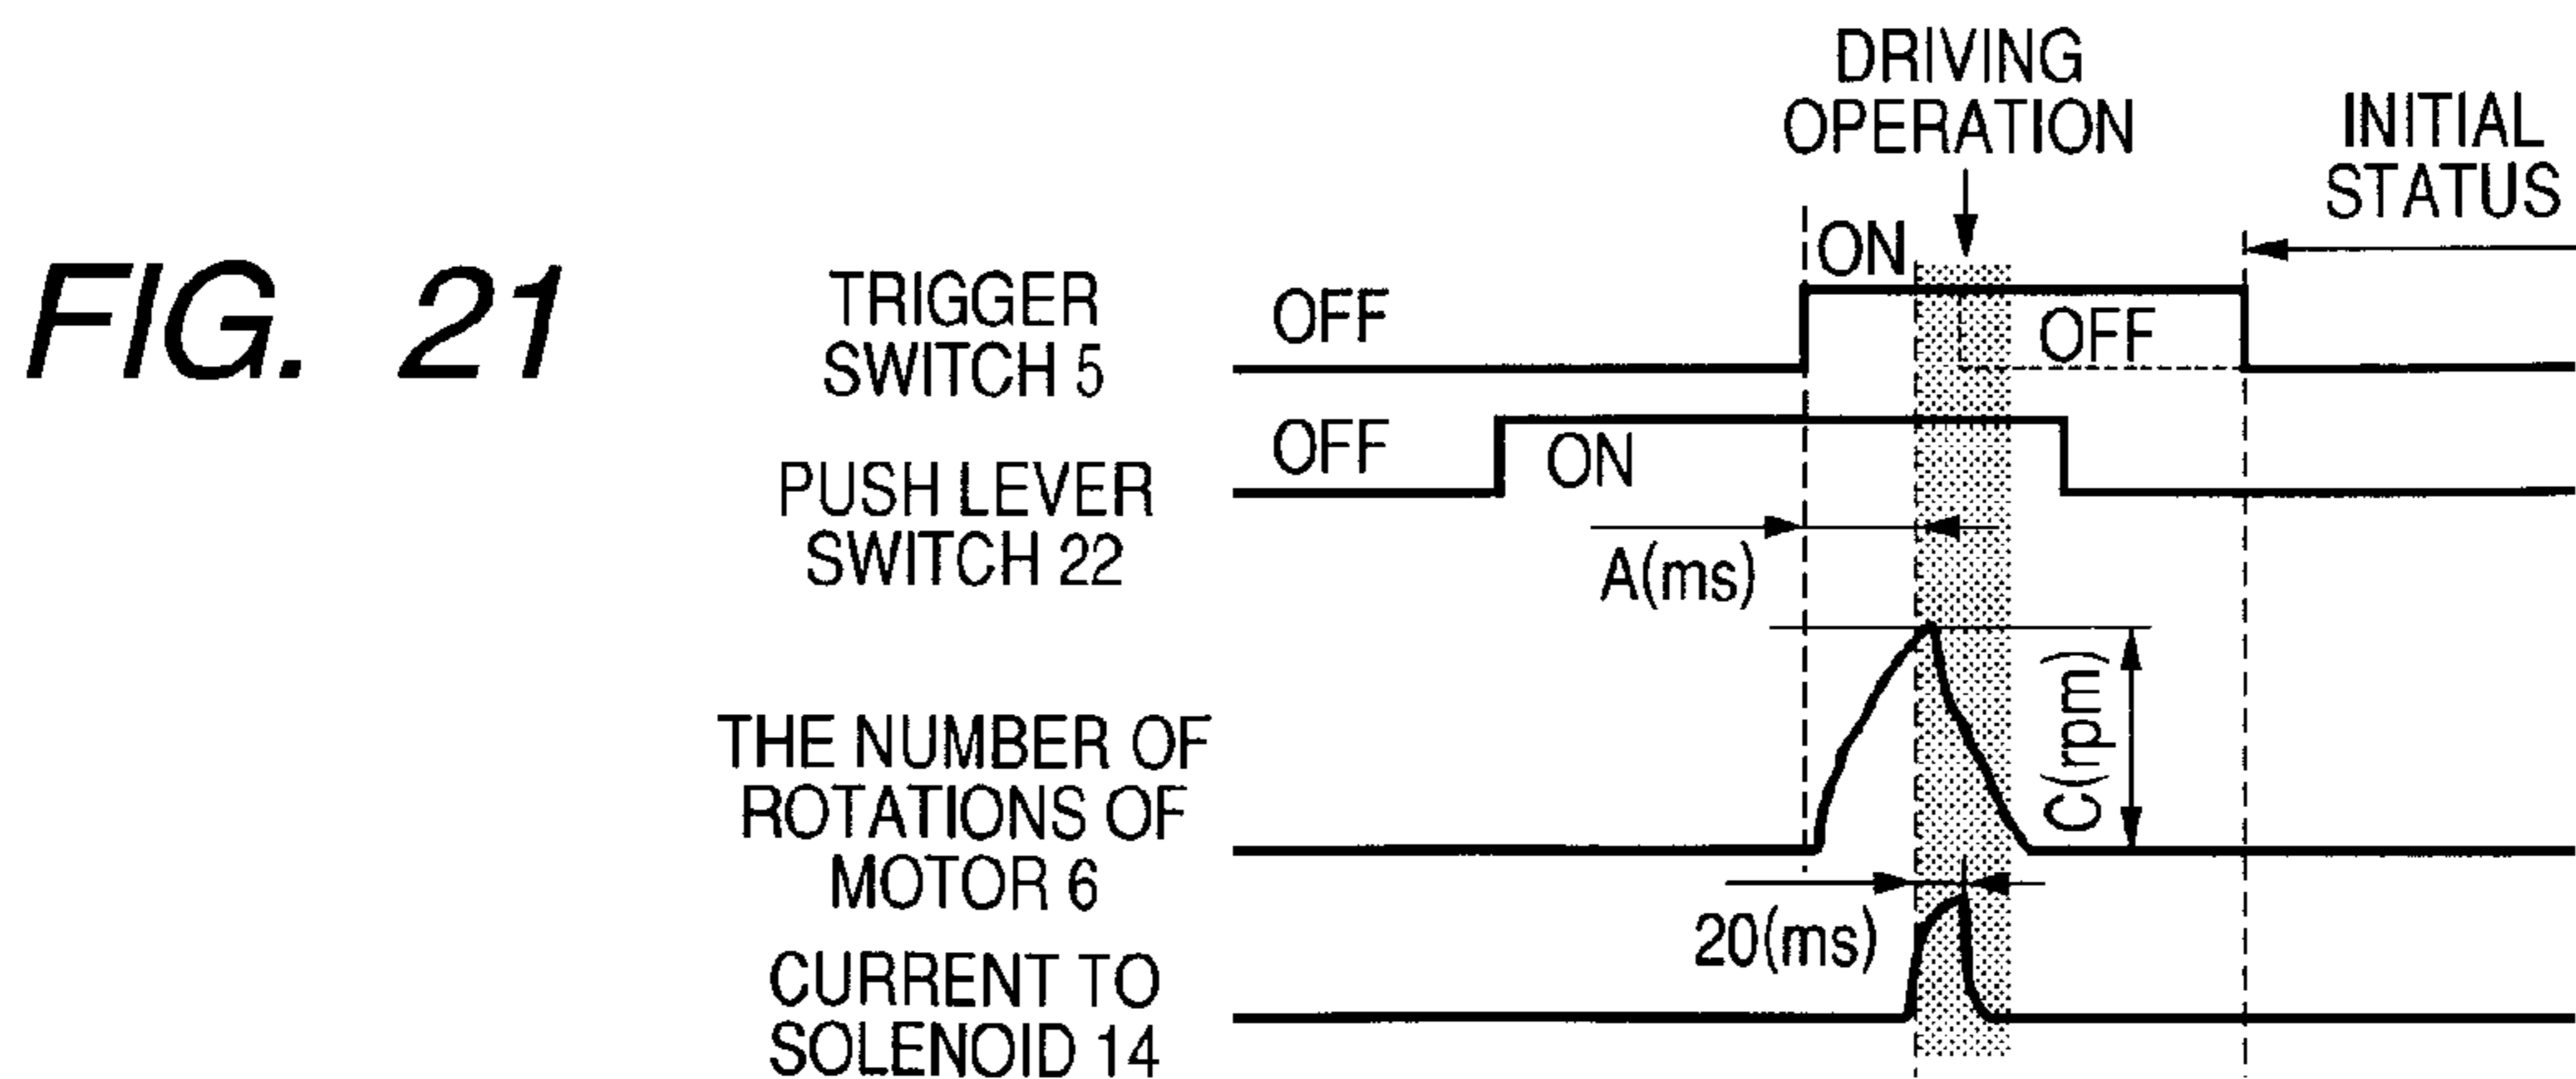 FIG. 21
DRIVING
OPERATION
INITIAL
STATUS
TRIGGER
SWITCH 5
OFF
ON
OFF
PUSH LEVER
SWITCH 22
OFF
ON
A(ms)
THE NUMBER OF
ROTATIONS OF
MOTOR 6
C(rpm)
20(ms)
CURRENT TO
SOLENOID 14